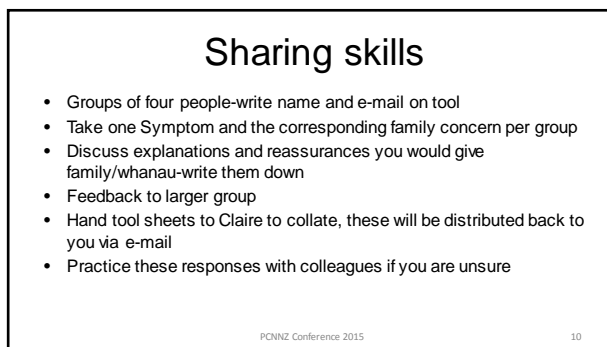 Sharing skills
• Groups of four people-write name and e-mail on tool
• Take one Symptom and the corresponding family concern per group
• Discuss explanations and reassurances you would give
family/whanau-write them down
• Feedback to larger group
• Hand tool sheets to Claire to collate, these will be distributed back to
you via e-mail
• Practice these responses with colleagues if you are unsure
PCNNZ Conference 2015
10